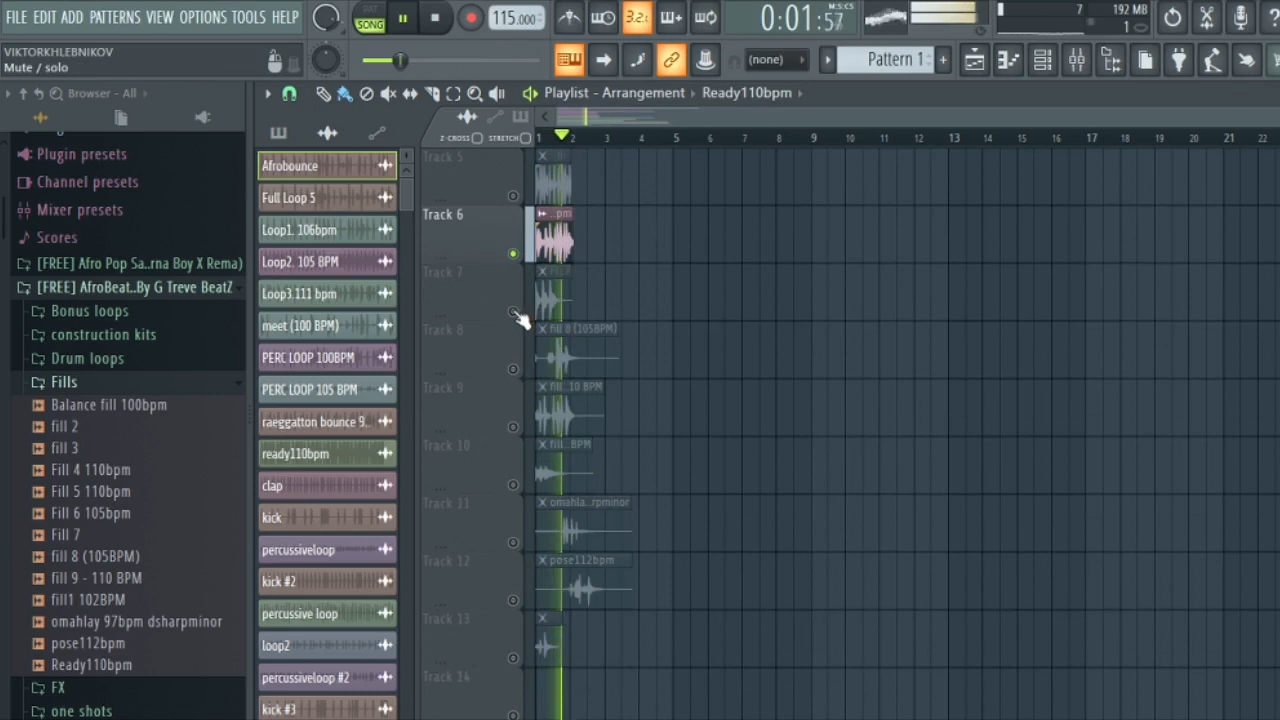 FILE EDIT ADD PATTERNS VIEW OPTIONS TOOLS HELP
PAT
SONG
115.000
3.2
0:01:57
M:S:CS
7
192 MB
1
VIKTORKHLEBNIKOV
Mute / solo
(none)
Pattern 1
Browser - All
Playlist - Arrangement
Ready110bpm
Z-CROSS
STRETCH
1 2 3 4 5 6 7 8 9 10 11 12 13 14 15 16 17 18 19 20 21 22
Plugin presets
Channel presets
Mixer presets
Scores
[FREE] Afro Pop Sa..rna Boy X Rema)
[FREE] AfroBeat..By G Treve BeatZ
Bonus loops
construction kits
Drum loops
Fills
Balance fill 100bpm
fill 2
fill 3
Fill 4 110bpm
Fill 5 110bpm
Fill 6 105bpm
Fill 7
fill 8 (105BPM)
fill 9 - 110 BPM
fill1 102BPM
omahlay 97bpm dsharpminor
pose112bpm
Ready110bpm
FX
one shots
Afrobounce
Full Loop 5
Loop1. 106bpm
Loop2. 105 BPM
Loop3.111 bpm
meet (100 BPM)
PERC LOOP 100BPM
PERC LOOP 105 BPM
raeggatton bounce 9..
ready110bpm
clap
kick
percussiveloop
kick #2
percussive loop
loop2
percussiveloop #2
kick #3
Track 5
Track 6
..pm
Track 7
Track 8
fill 8 (105BPM)
Track 9
fill...10 BPM
Track 10
fill...BPM
Track 11
omahla...rpminor
Track 12
pose112bpm
Track 13
Track 14